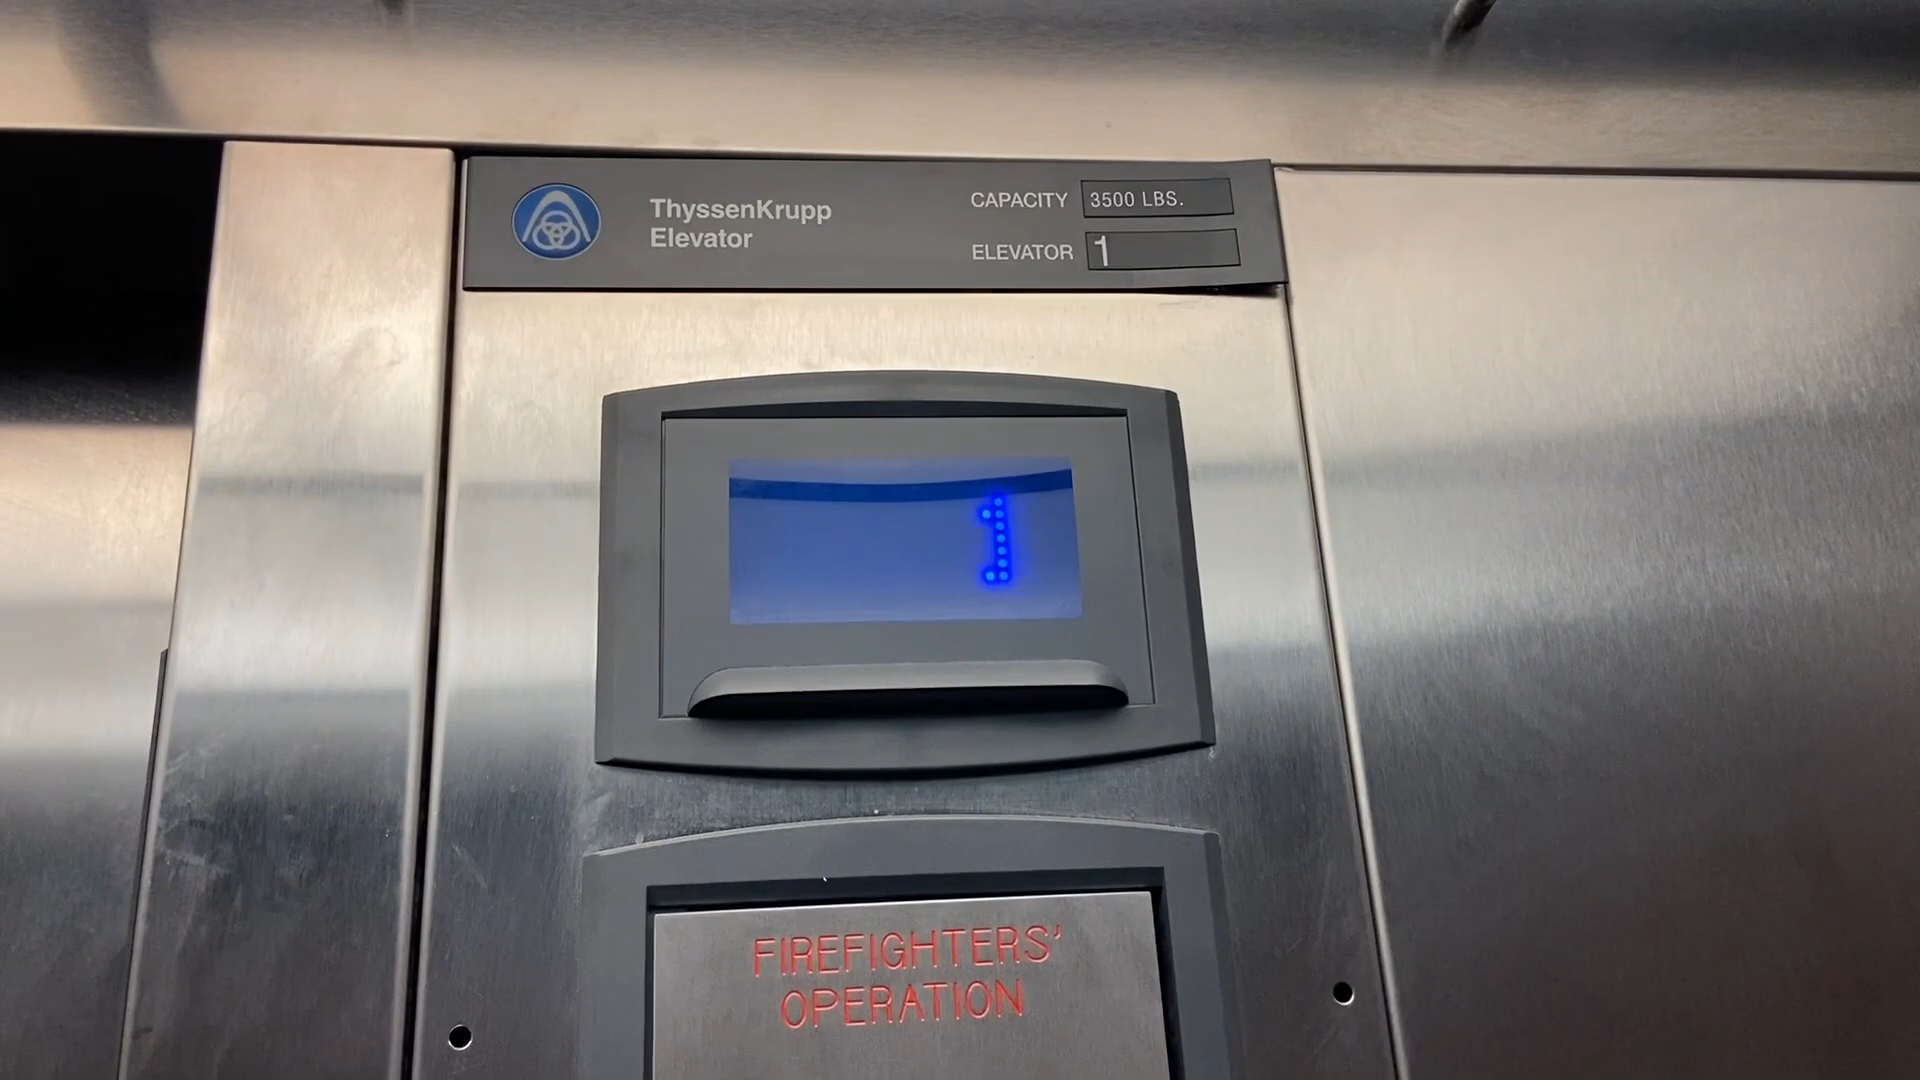 ThyssenKrupp
Elevator
CAPACITY 3500 LBS.
ELEVATOR 1
1
FIREFIGHTERS'
OPERATION